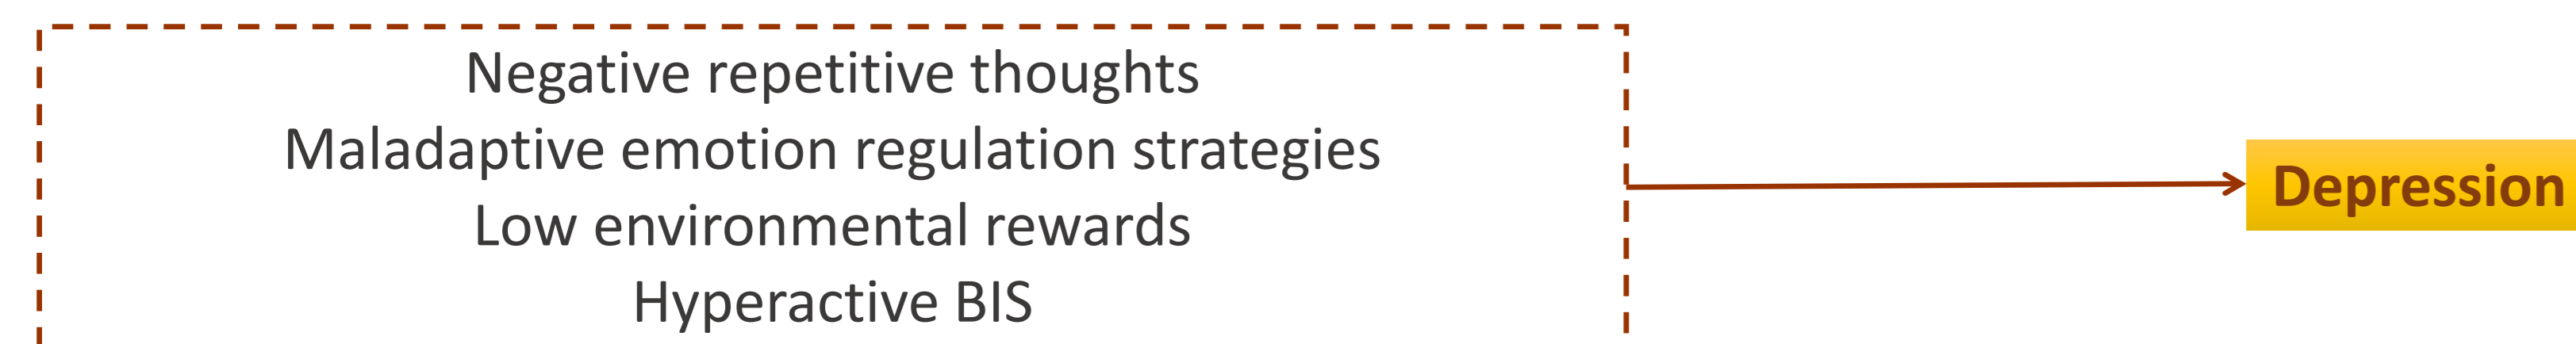 Negative repetitive thoughts
Maladaptive emotion regulation strategies
Low environmental rewards
Hyperactive BIS
Depression